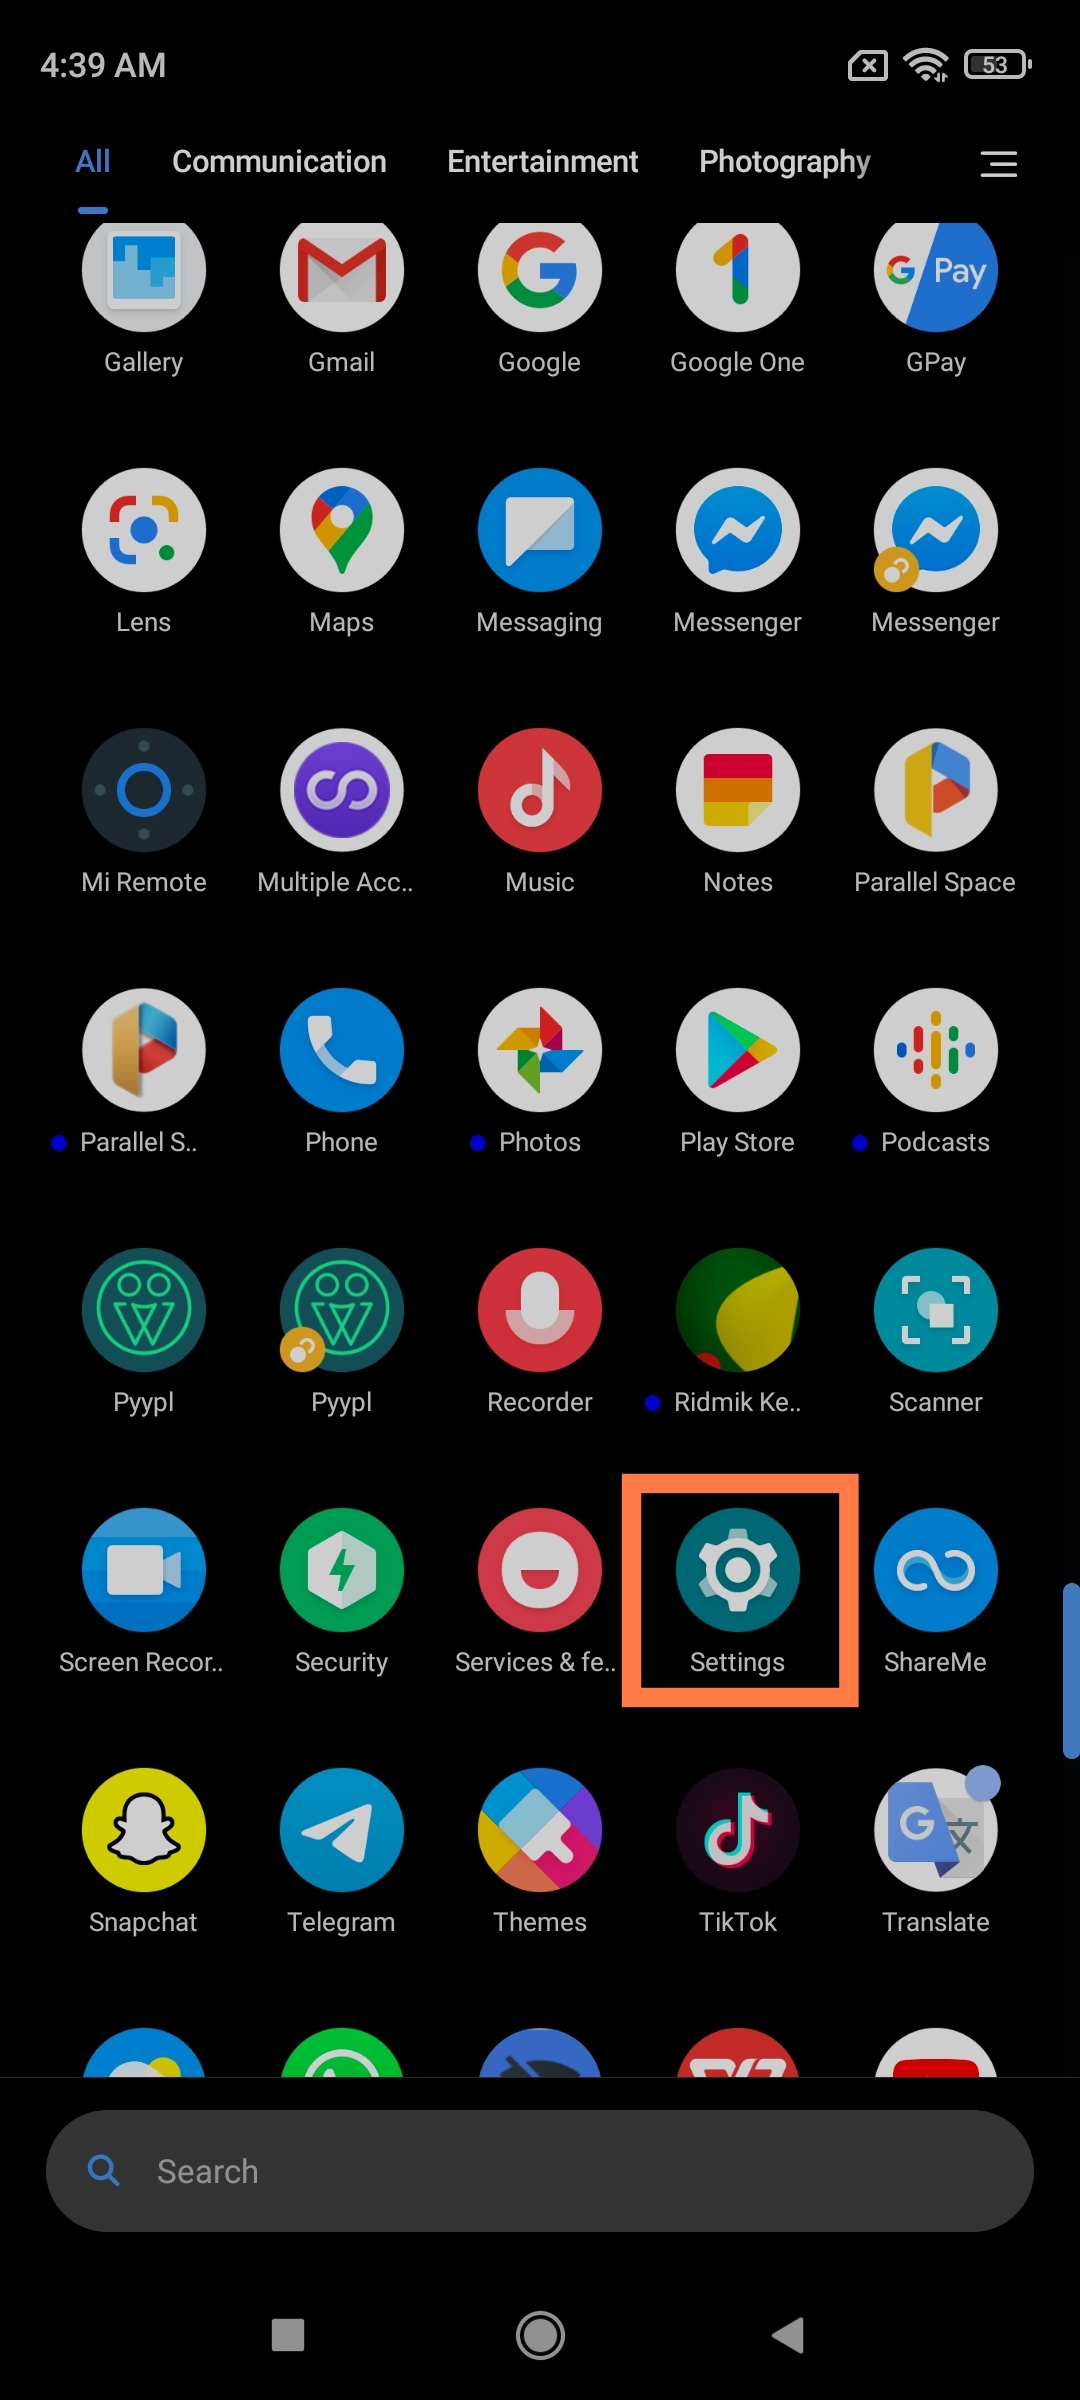 4:39 AM 53
All Communication Entertainment Photography
G Pay
Gallery Gmail Google Google One GPay
Lens Maps Messaging Messenger Messenger
Mi Remote Multiple Acc.. Music Notes Parallel Space
Parallel S.. Phone Photos Play Store Podcasts
Pyypl Pyypl Recorder Ridmik Ke.. Scanner
Screen Recor.. Security Services & fe.. Settings ShareMe
G 文
Snapchat Telegram Themes TikTok Translate
Search